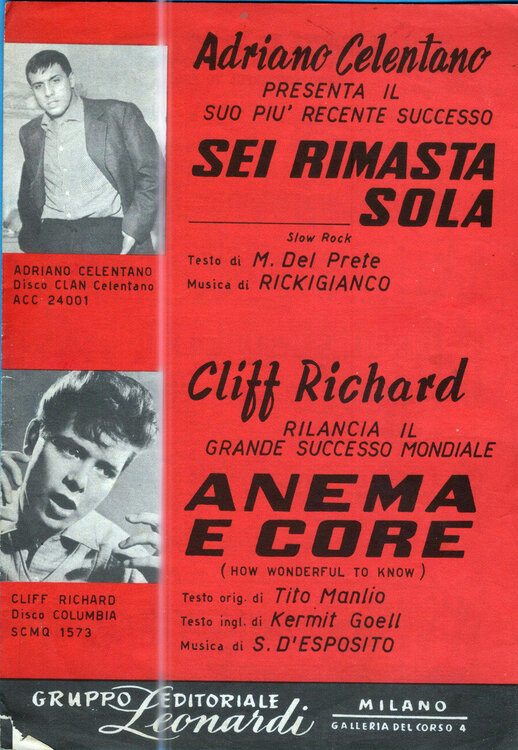 Adriano Celentano
PRESENTA IL
SUO PIU' RECENTE SUCCESSO
SEI RIMASTA
SOLA
Slow Rock
Testo di M. Del Prete
Musica di RICKIGIANCO
ADRIANO CELENTANO
Disco CLAN Celentano
ACC 24001
Cliff Richard
RILANCIA IL
GRANDE SUCCESSO MONDIALE
ANEMA
E CORE
(HOW WONDERFUL TO KNOW)
Testo orig. di Tito Manlio
Testo ingl. di Kermit Goell
Musica di S. D'ESPOSITO
CLIFF RICHARD
Disco COLUMBIA
SCMQ 1573
GRUPPO EDITORIALE
Leonardi
MILANO
GALLERIA DEL CORSO 4